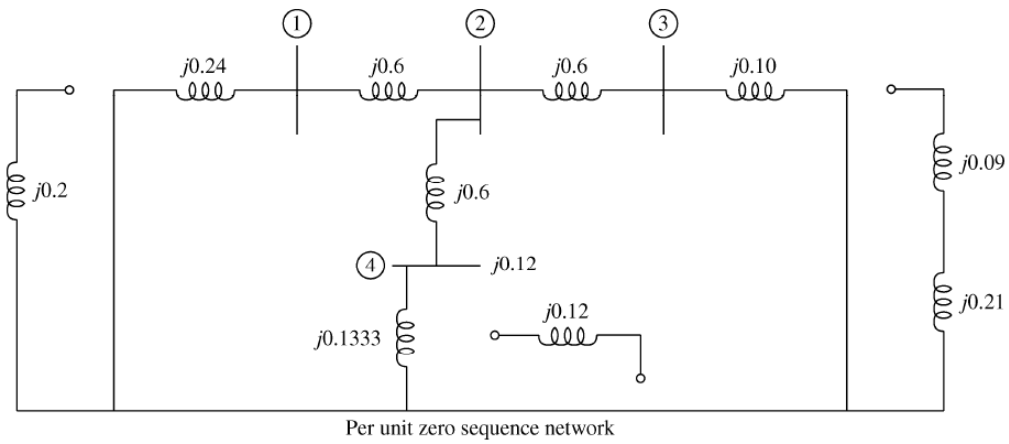 1 2 3
j0.24 j0.6 j0.6 j0.10
j0.2 j0.6 j0.09
4 j0.12
j0.1333 j0.12 j0.21
Per unit zero sequence network